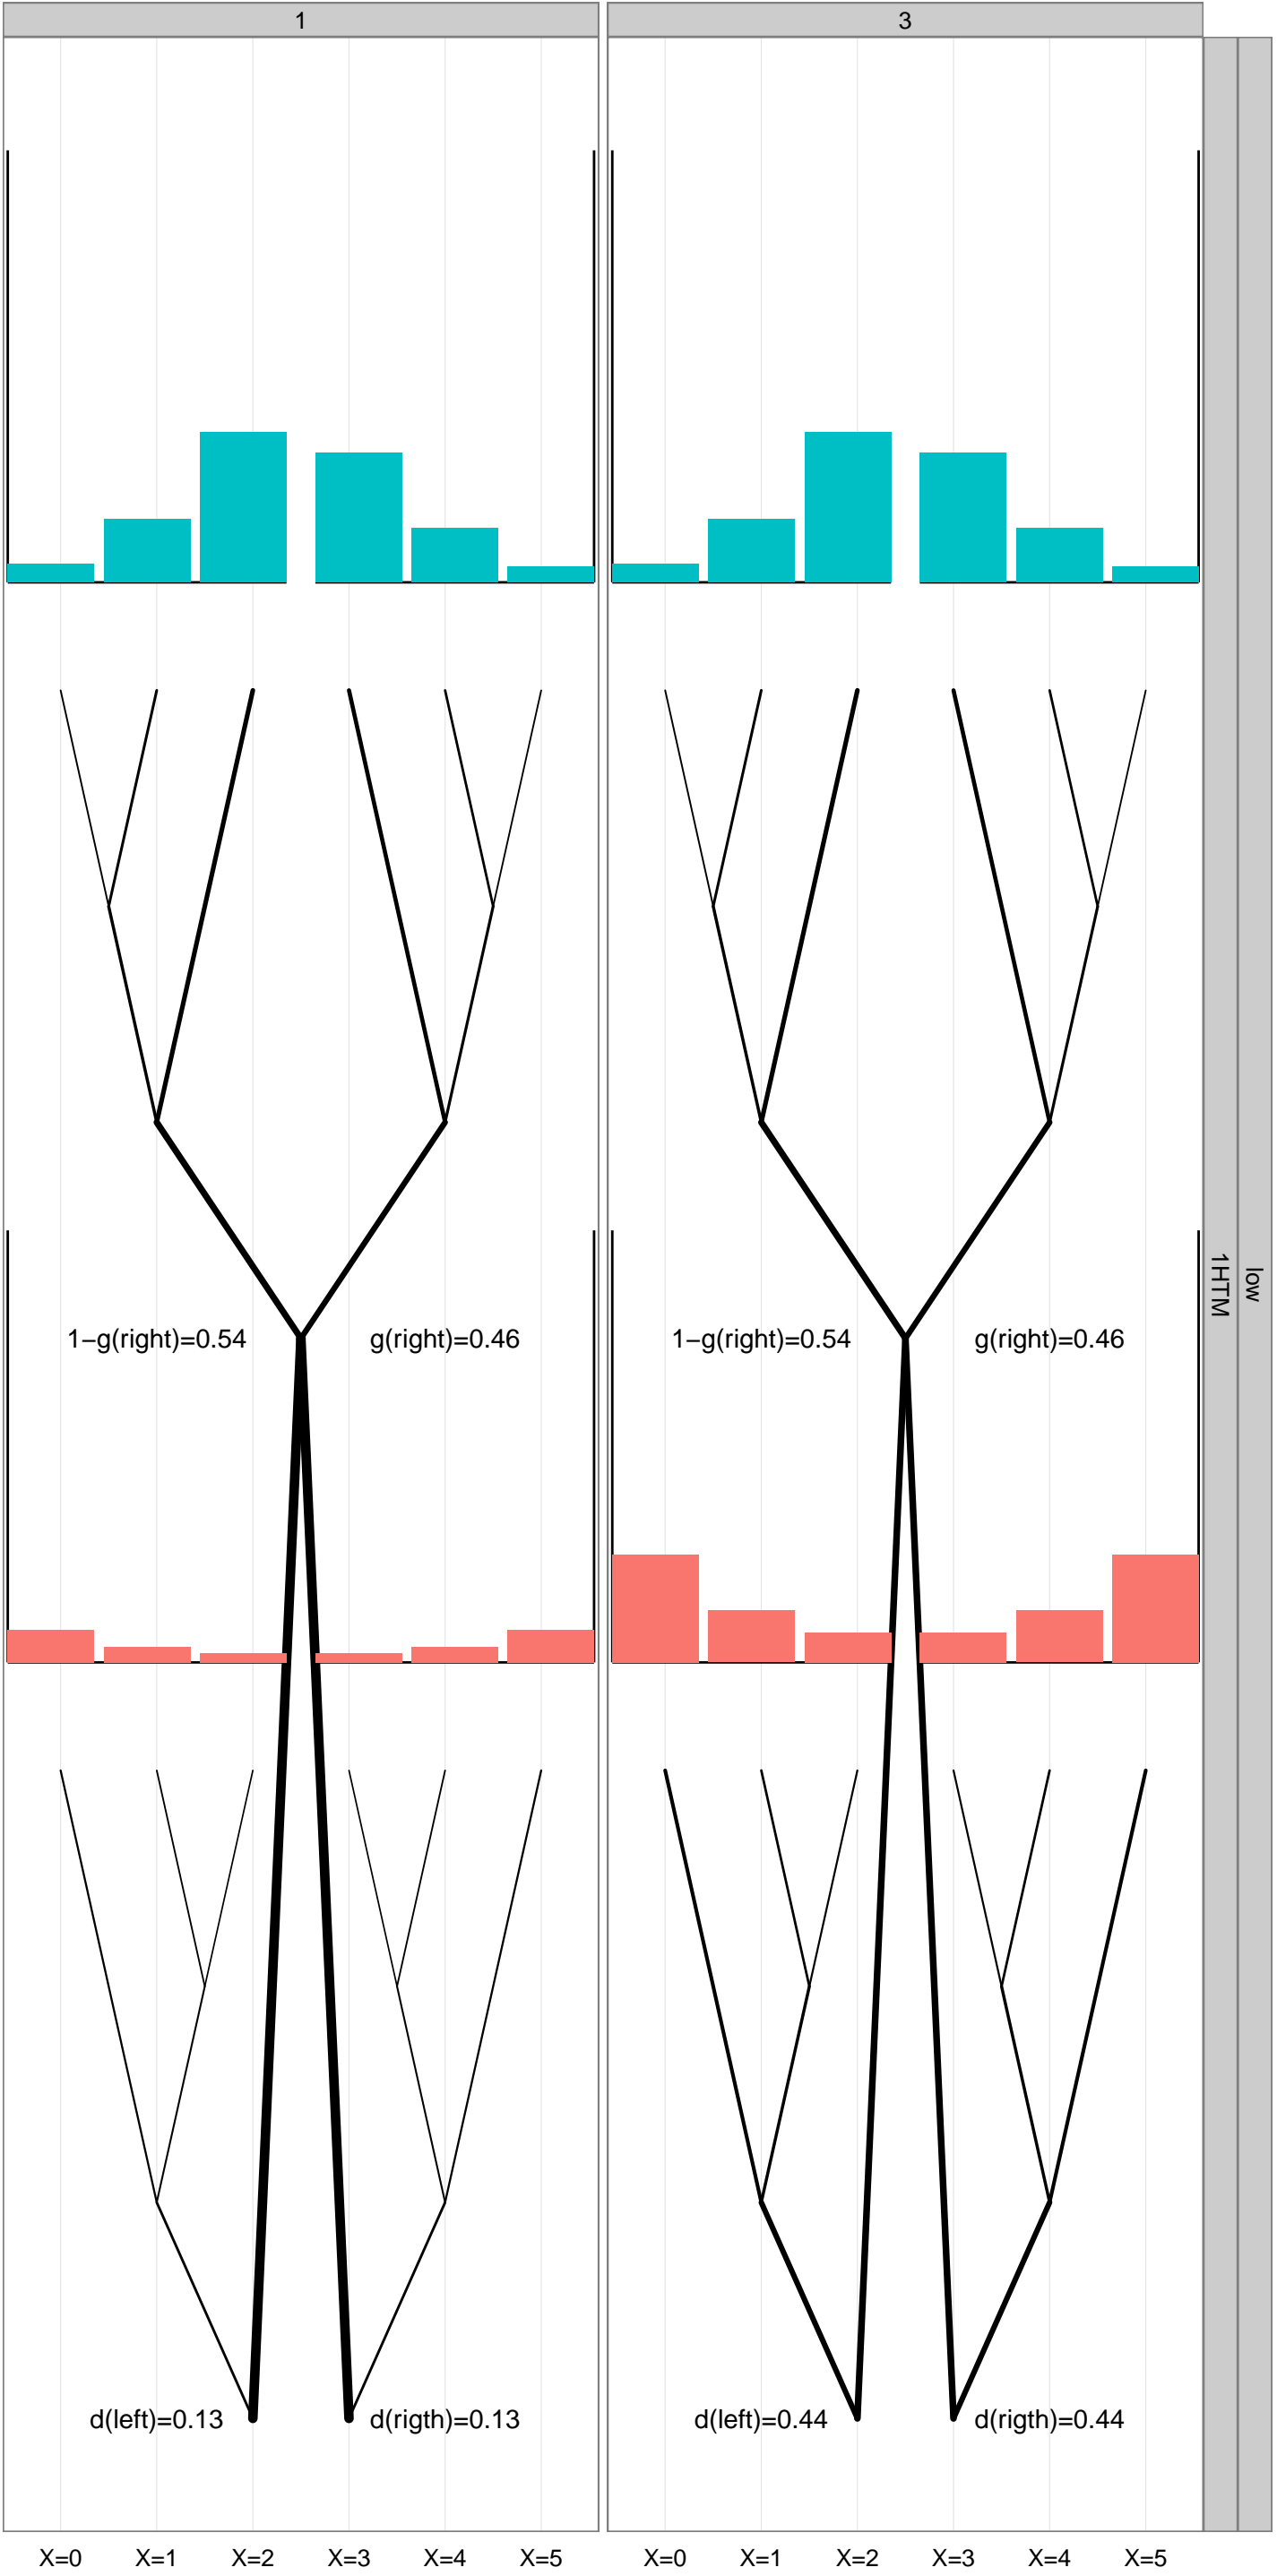 1
3
1HTM
low
1−g(right)=0.54
g(right)=0.46
1−g(right)=0.54
g(right)=0.46
d(left)=0.13
d(rigth)=0.13
d(left)=0.44
d(rigth)=0.44
X=0 X=1 X=2 X=3 X=4 X=5
X=0 X=1 X=2 X=3 X=4 X=5